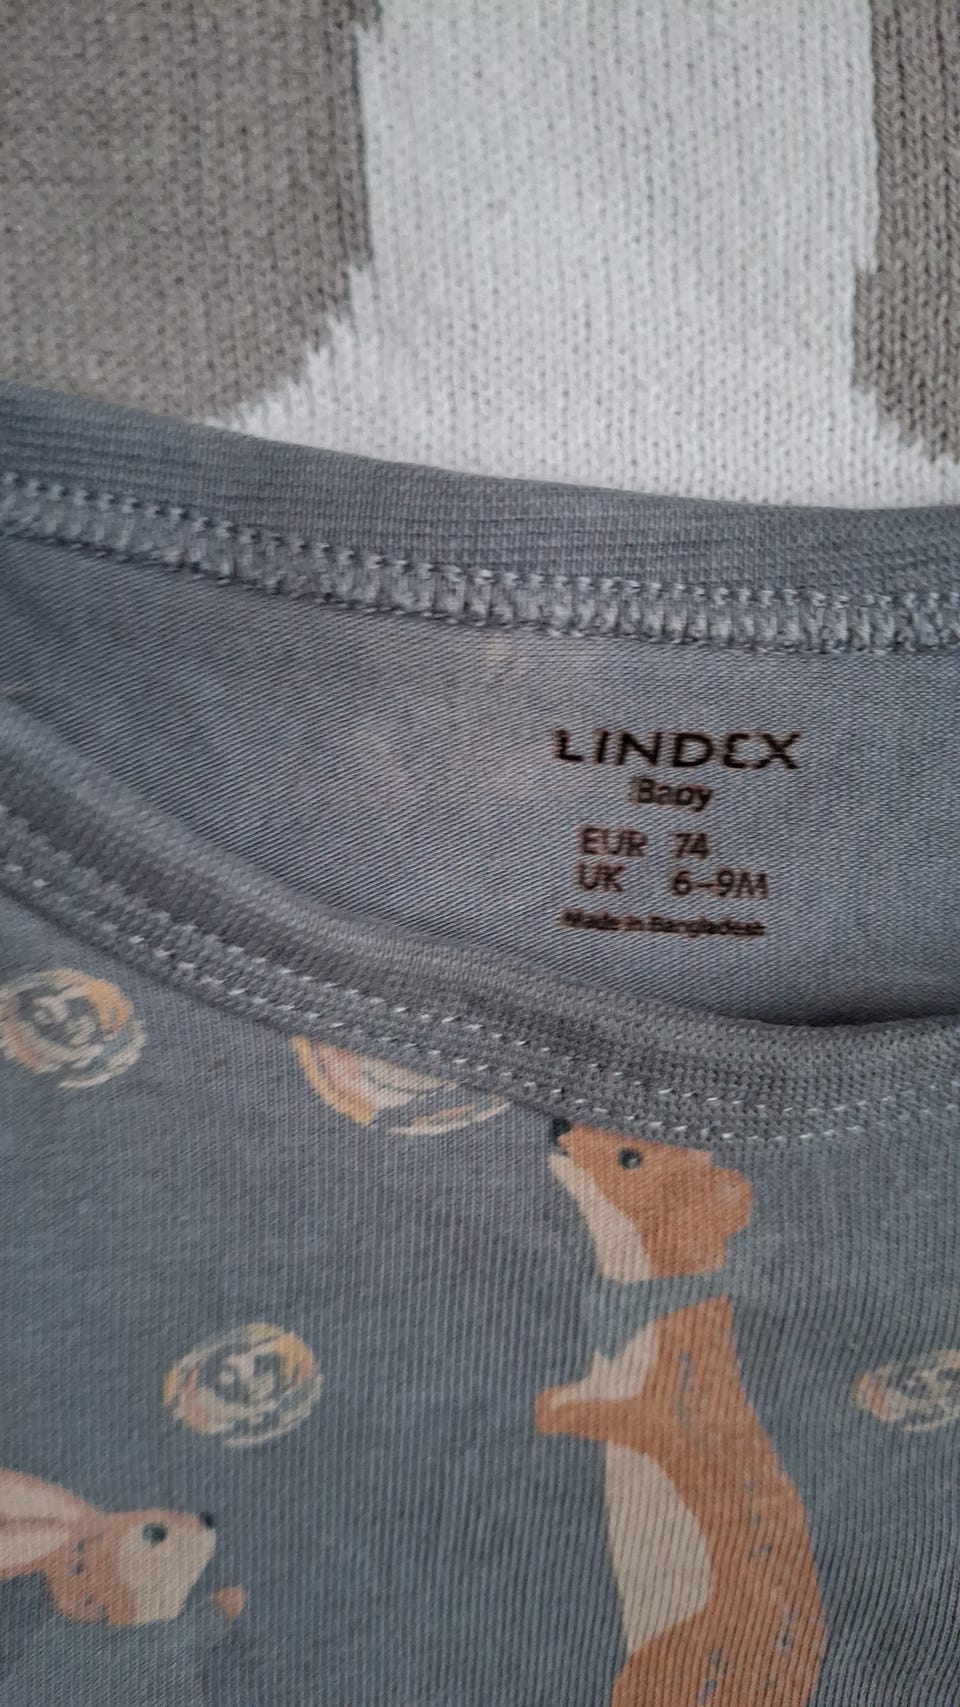 LINDEX
Baby
EUR 74
UK 6-9M
Made in Bangladesh